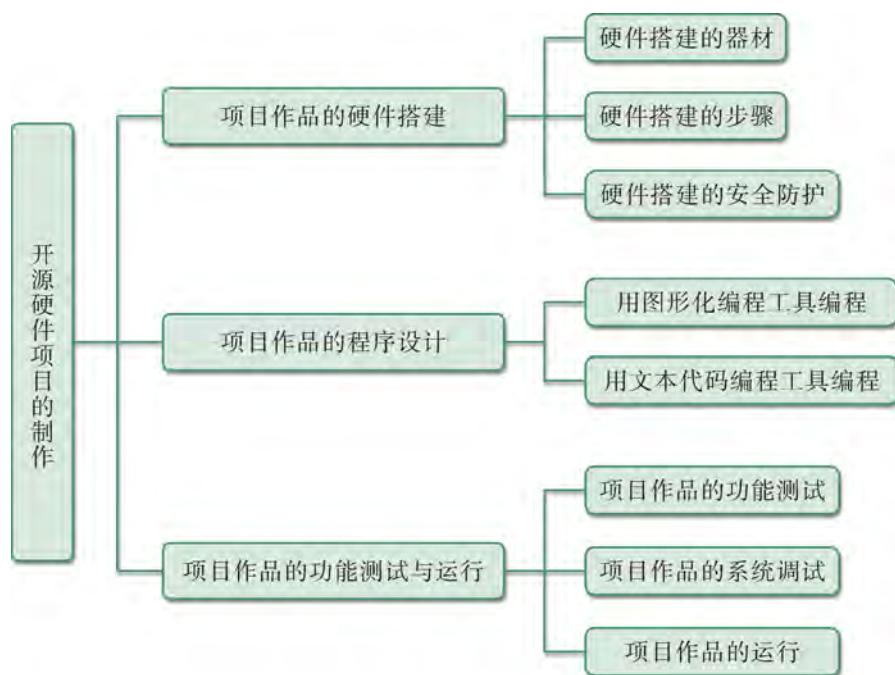 开源硬件项目的制作
项目作品的硬件搭建
硬件搭建的器材
硬件搭建的步骤
硬件搭建的安全防护
项目作品的程序设计
用图形化编程工具编程
用文本代码编程工具编程
项目作品的功能测试与运行
项目作品的功能测试
项目作品的系统调试
项目作品的运行